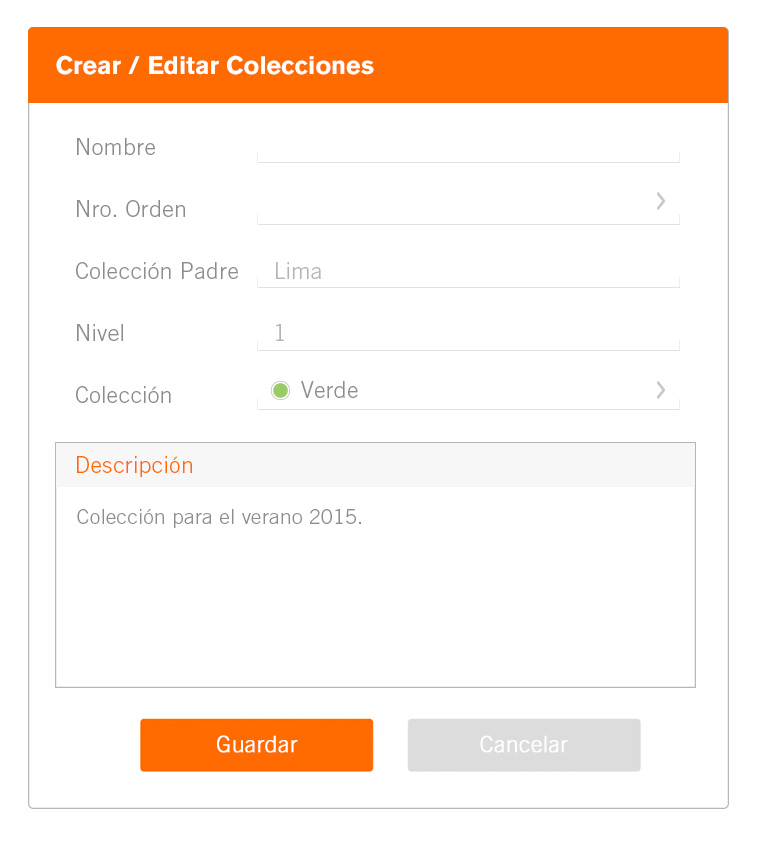 Crear / Editar Colecciones
Nombre
Nro. Orden
Colección Padre Lima
Nivel 1
Colección Verde
Descripción
Colección para el verano 2015.
Guardar Cancelar